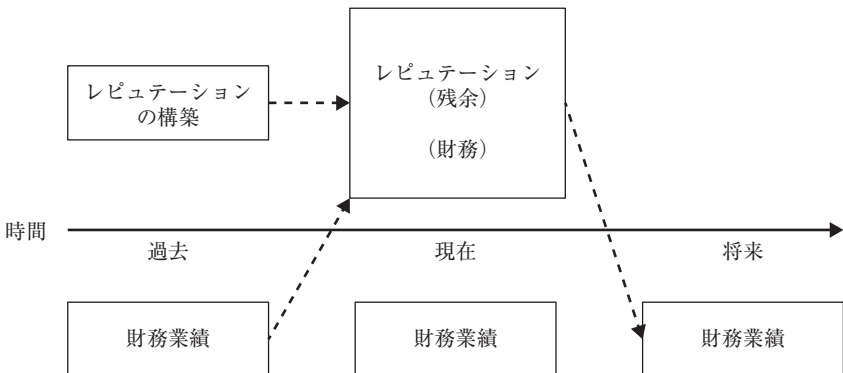 レピュテーション
の構築
レピュテーション
（残余）
（財務）
時間
過去
現在
将来
財務業績
財務業績
財務業績